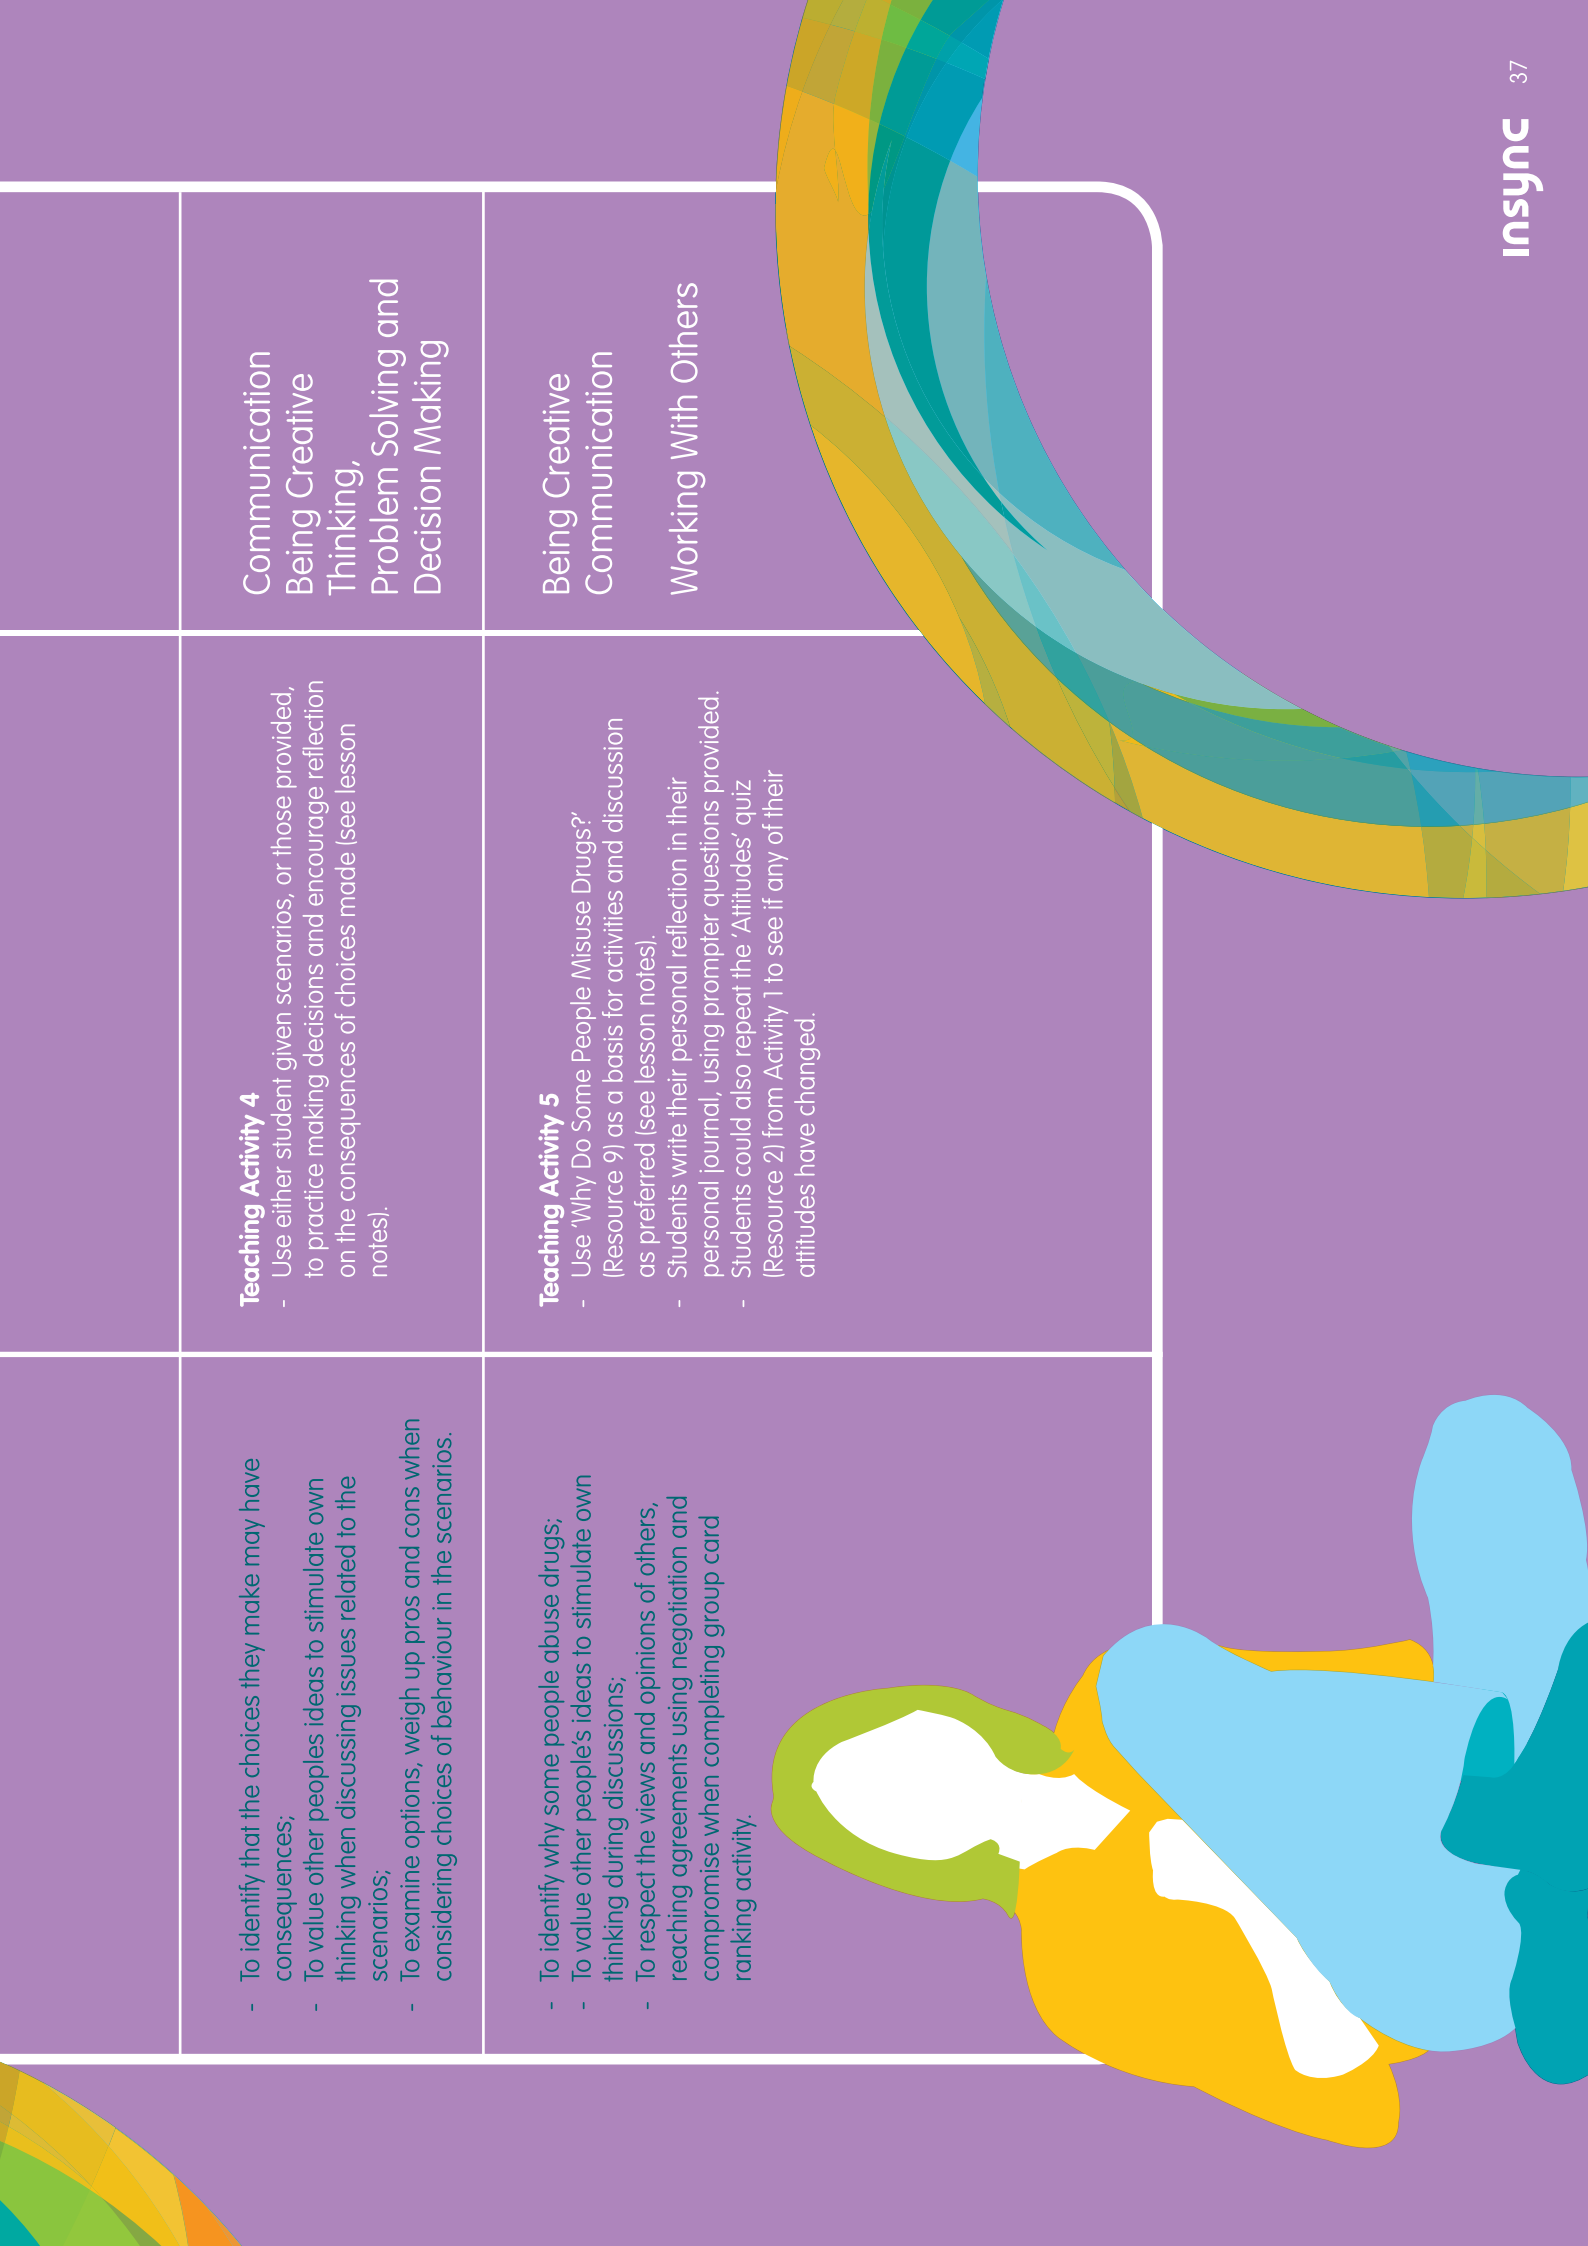 - To identify that the choices they make may have
consequences;
- To value other peoples ideas to stimulate own
thinking when discussing issues related to the
scenarios;
- To examine options, weigh up pros and cons when
considering choices of behaviour in the scenarios.
Teaching Activity 4
- Use either student given scenarios, or those provided,
to practice making decisions and encourage reflection
on the consequences of choices made (see lesson
notes).
Communication
Being Creative
Thinking,
Problem Solving and
Decision Making
- To identify why some people abuse drugs;
- To value other people's ideas to stimulate own
thinking during discussions;
- To respect the views and opinions of others,
reaching agreements using negotiation and
compromise when completing group card
ranking activity.
Teaching Activity 5
- Use 'Why Do Some People Misuse Drugs?'
(Resource 9) as a basis for activities and discussion
as preferred (see lesson notes).
- Students write their personal reflection in their
personal journal, using prompter questions provided.
- Students could also repeat the 'Attitudes' quiz
(Resource 2) from Activity 1 to see if any of their
attitudes have changed.
Being Creative
Communication
Working With Others
insync 37